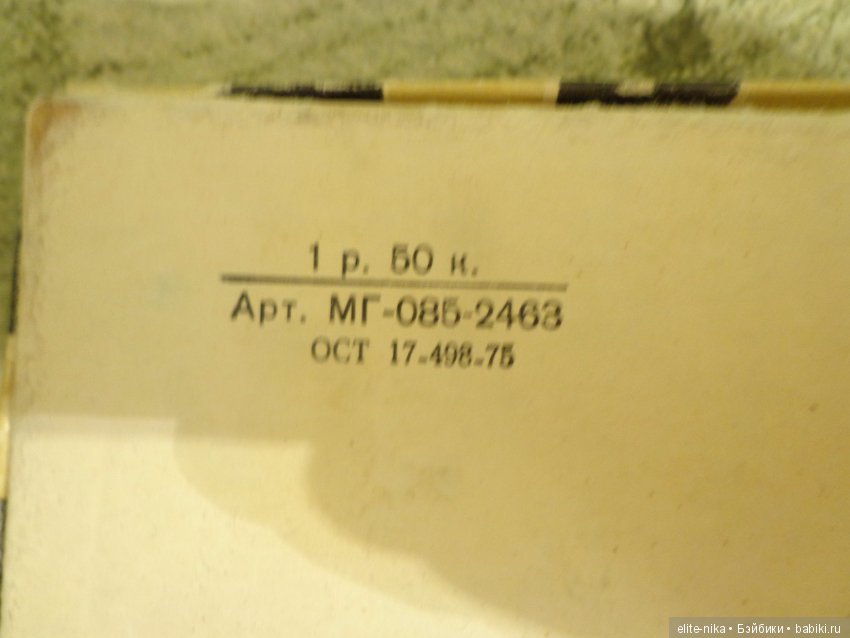 1 р. 50 к.
Арт. МГ-085-2463
ОСТ 17-498-75
elite-nika • Бэйбики • babiki.ru